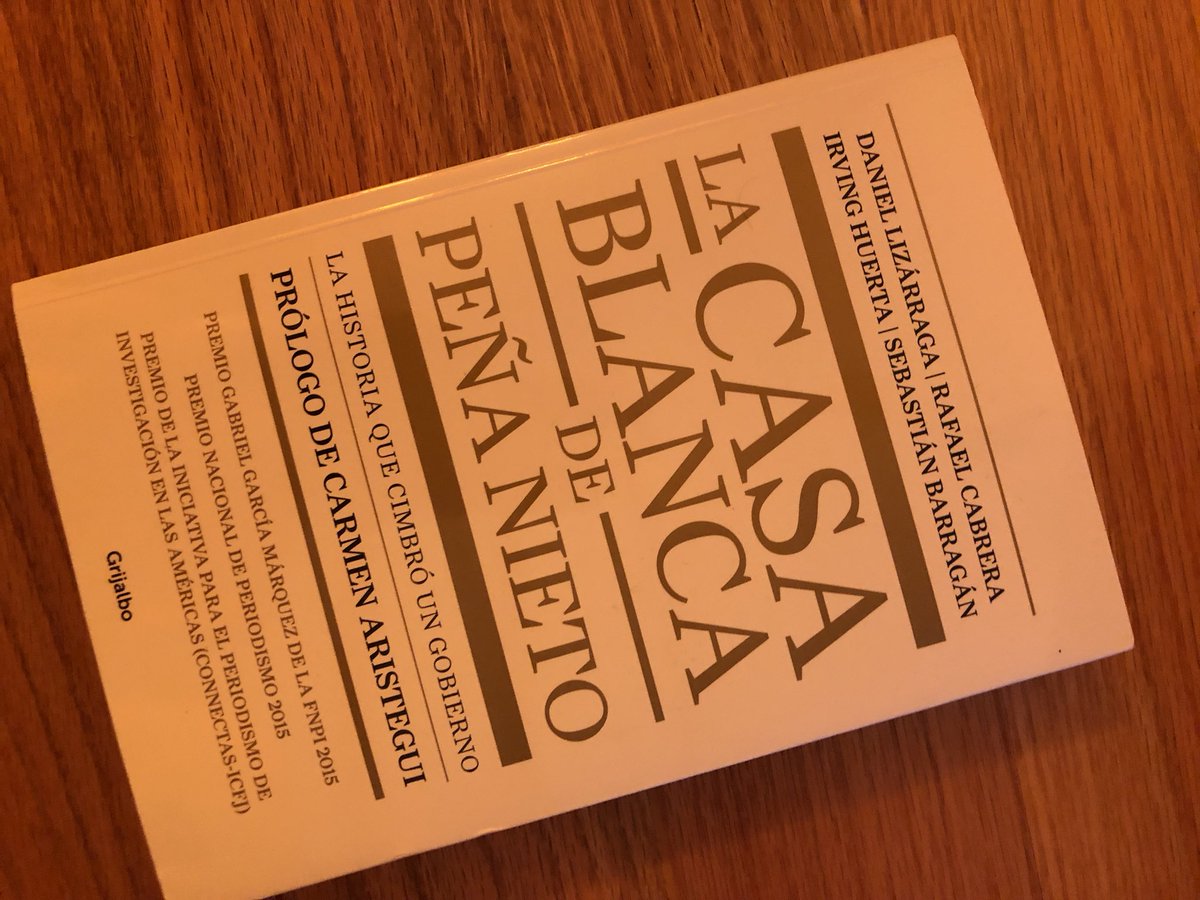 DANIEL LIZÁRRAGA | RAFAEL CABRERA
IRVING HUERTA | SEBASTIÁN BARRAGÁN
LA CASA
BLANCA
DE
PEÑA NIETO
LA HISTORIA QUE CIMBRÓ UN GOBIERNO
PRÓLOGO DE CARMEN ARISTEGUI
PREMIO GABRIEL GARCÍA MÁRQUEZ DE LA FNPI 2015
PREMIO NACIONAL DE PERIODISMO 2015
PREMIO DE LA INICIATIVA PARA EL PERIODISMO DE
INVESTIGACIÓN EN LAS AMÉRICAS (CONNECTAS-ICFJ)
Grijalbo